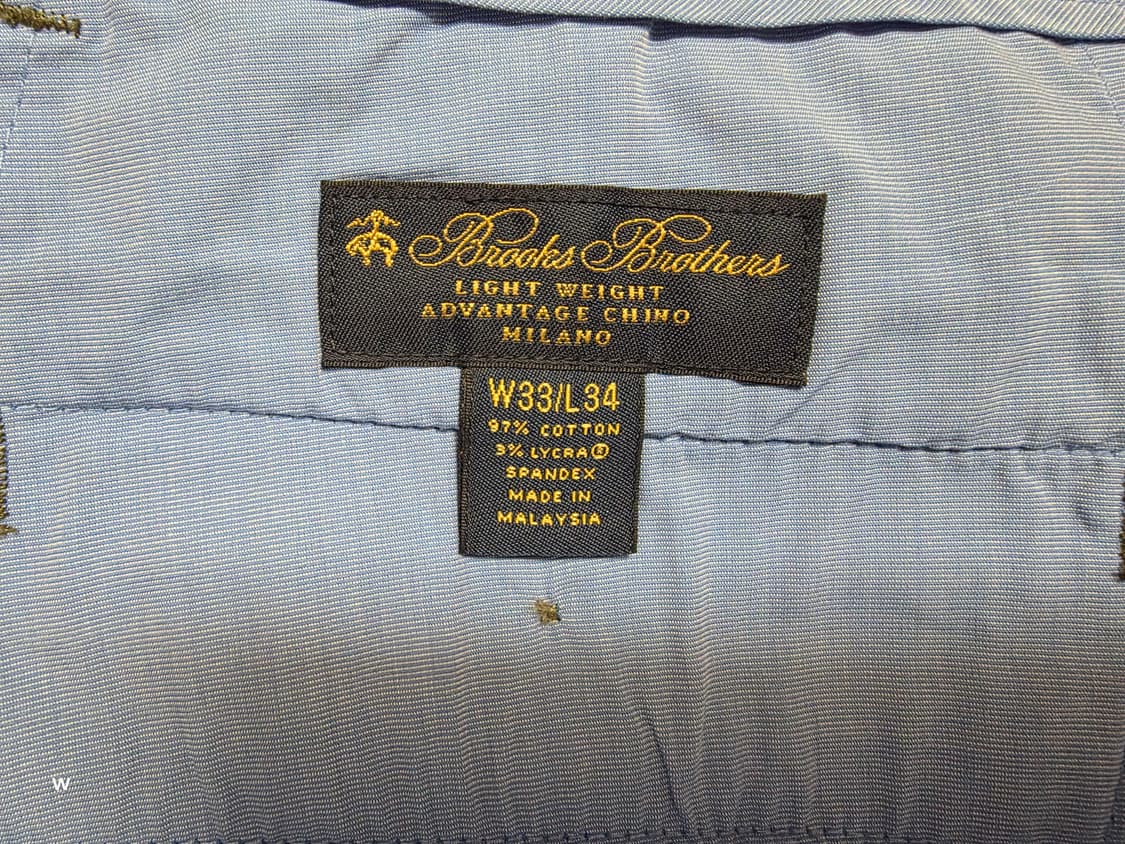 Brooks Brothers
LIGHT WEIGHT
ADVANTAGE CHINO
MILANO
W33/L34
97% COTTON
3% LYCRA®
SPANDEX
MADE IN
MALAYSIA
W